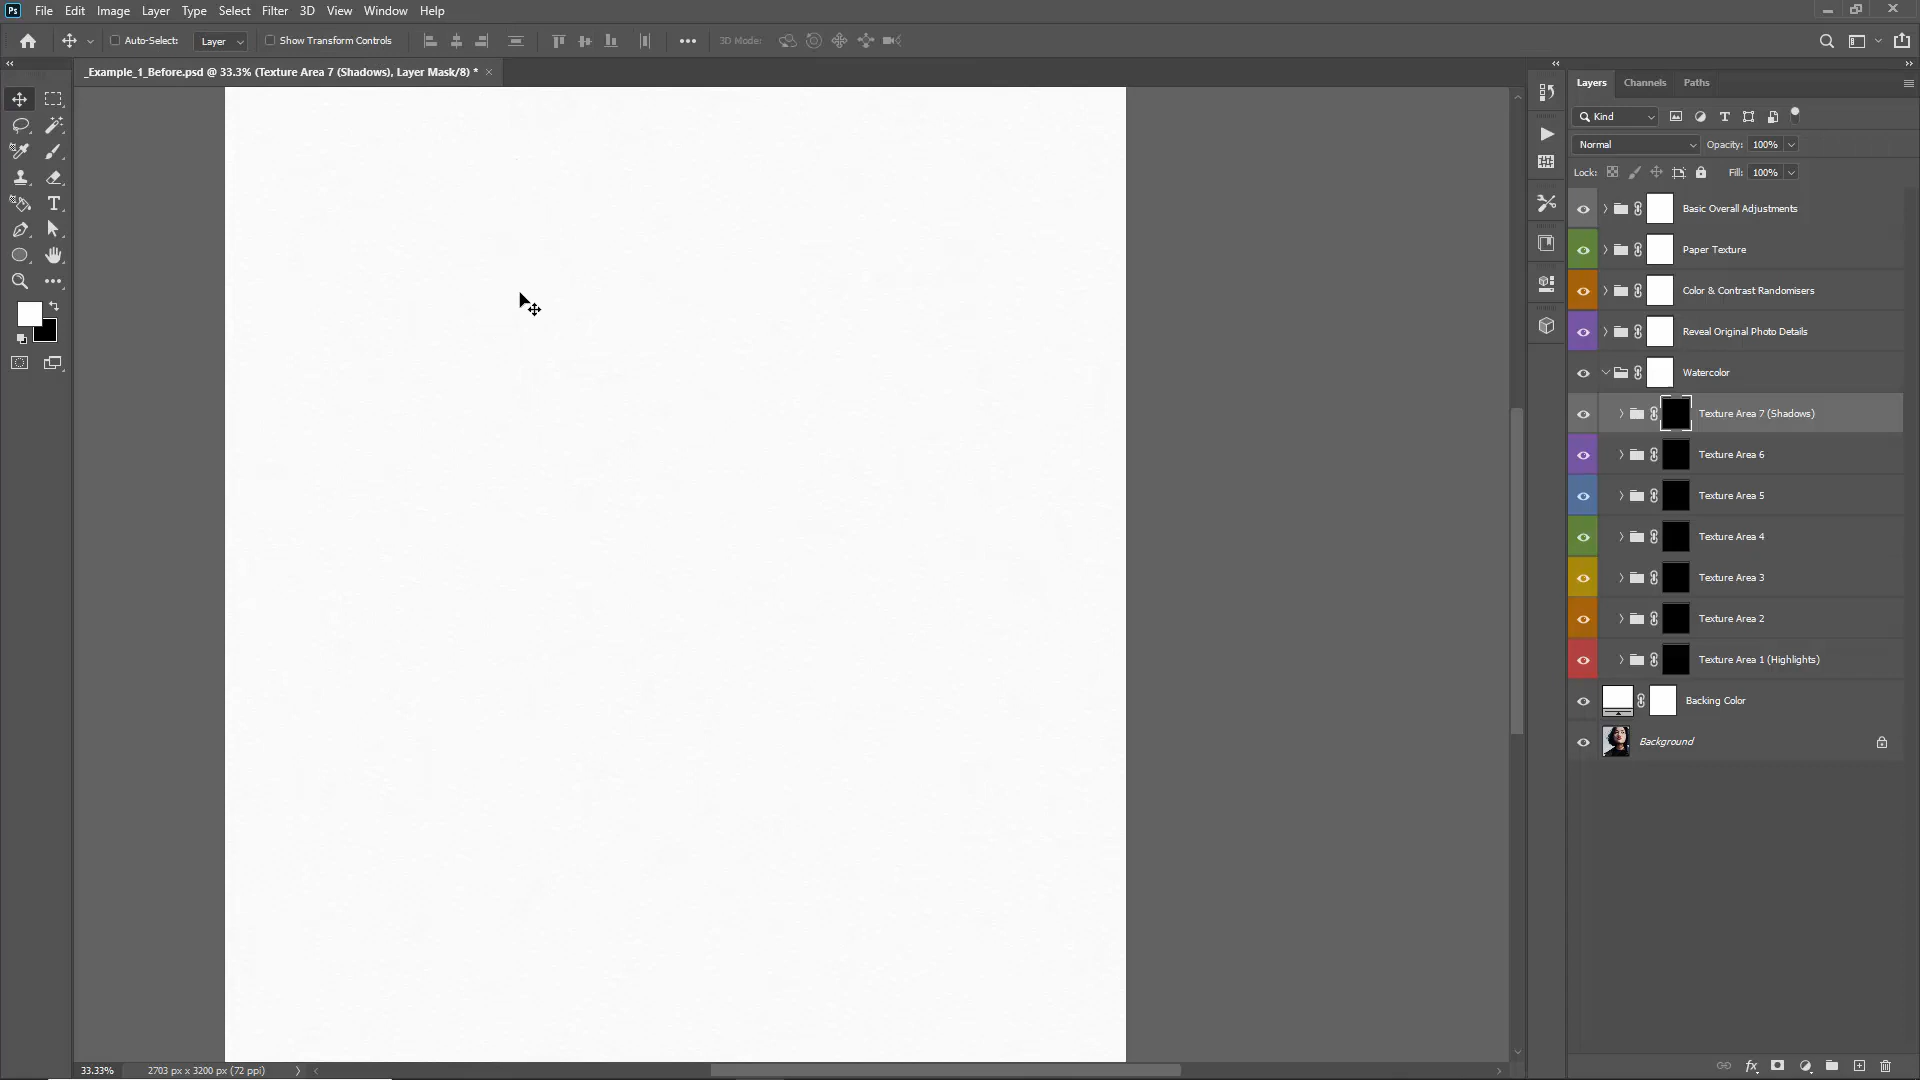 Ps File Edit Image Layer Type Select Filter 3D View Window Help
Auto-Select: Layer Show Transform Controls 3D Mode:
_Example_1_Before.psd @ 33.3% (Texture Area 7 (Shadows), Layer Mask/8) *
Layers Channels Paths
Kind
Normal Opacity: 100%
Lock: Fill: 100%
Basic Overall Adjustments
Paper Texture
Color & Contrast Randomisers
Reveal Original Photo Details
Watercolor
Texture Area 7 (Shadows)
Texture Area 6
Texture Area 5
Texture Area 4
Texture Area 3
Texture Area 2
Texture Area 1 (Highlights)
Backing Color
Background
33.33% 2703 px x 3200 px (72 ppi)